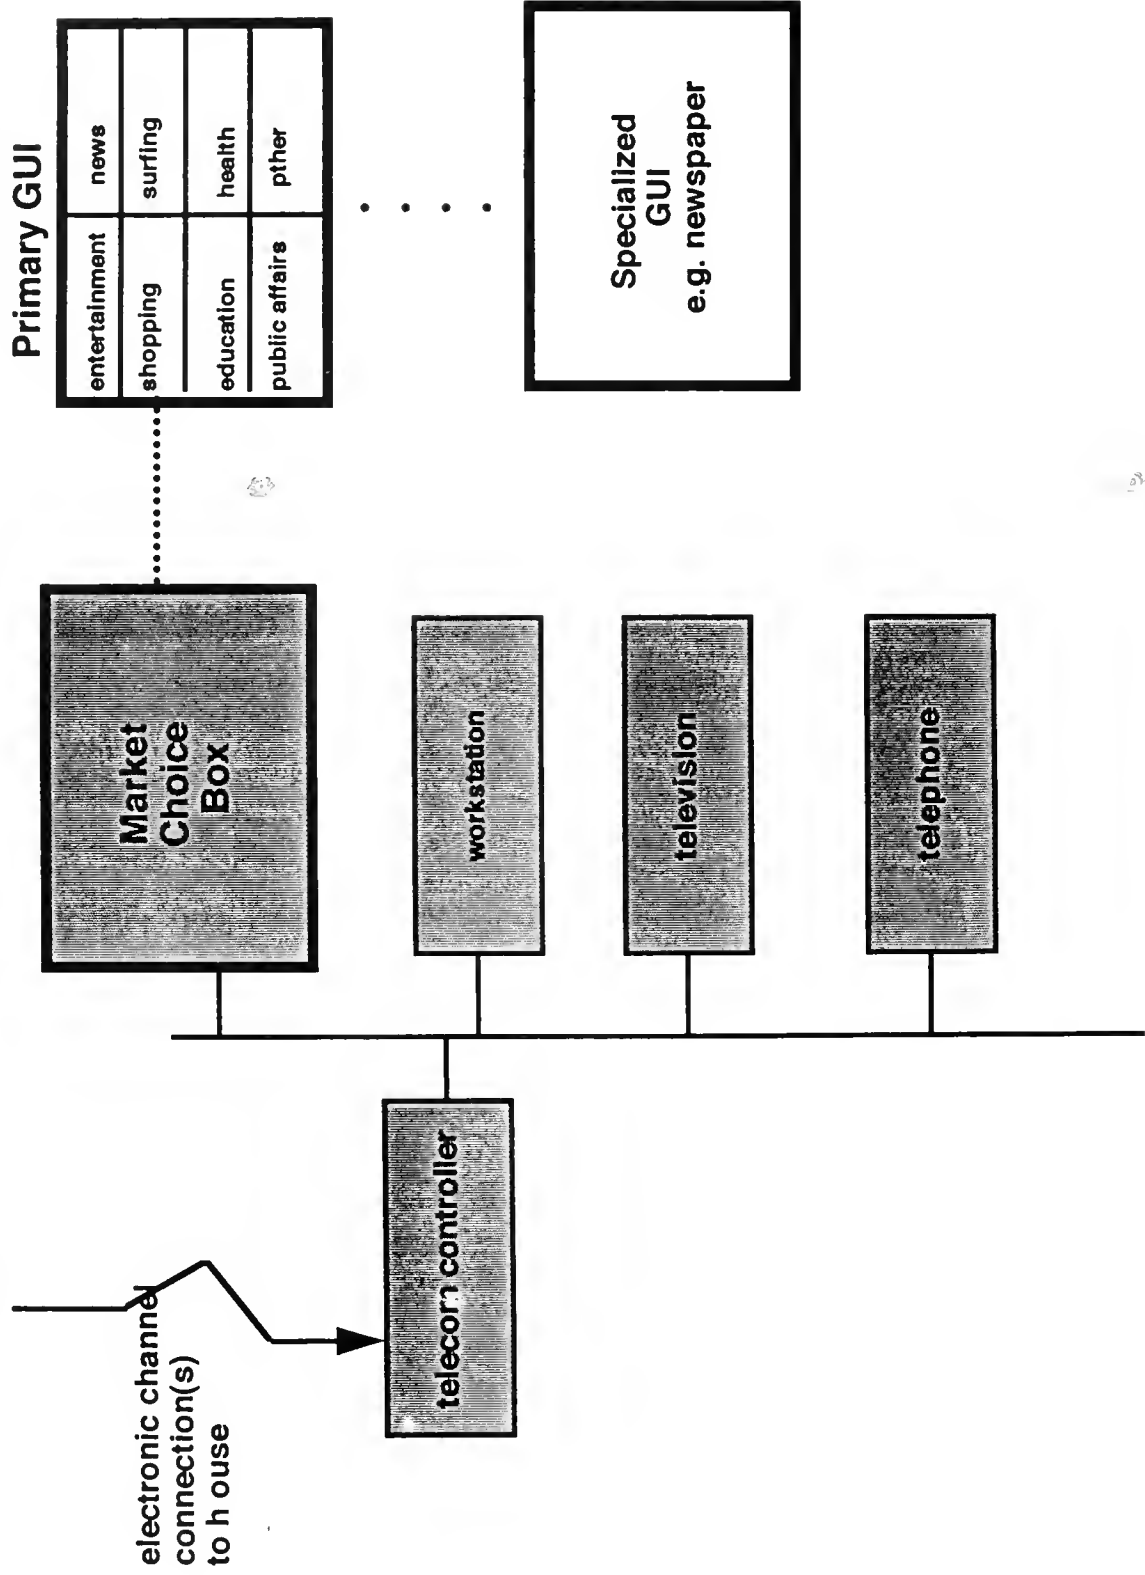 Primary GUI
entertainment news
shopping surfing
education health
public affairs pther
Market
Choice
Box
Specialized
GUI
e.g. newspaper
workstation
television
telephone
electronic channel
connection(s)
to h ouse
telecom controller